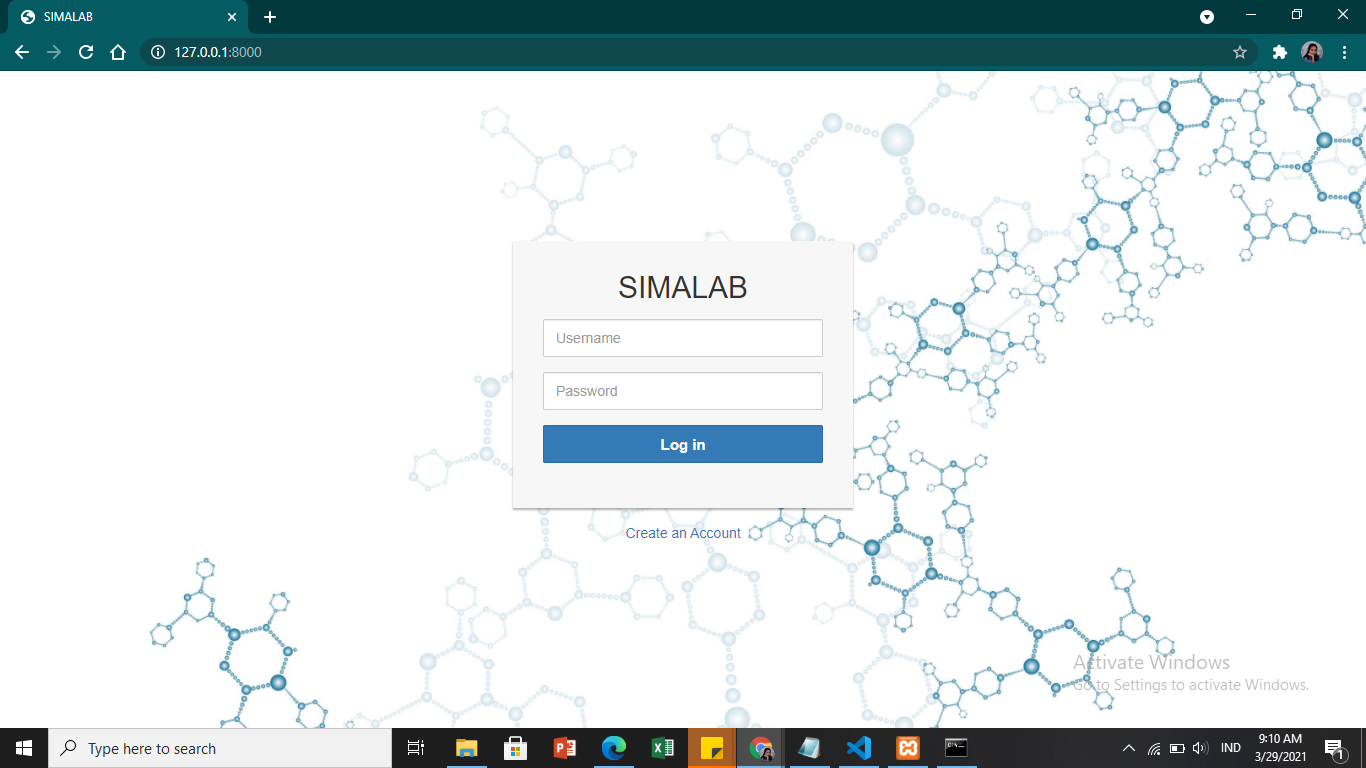 SIMALAB
127.0.0.1:8000
SIMALAB
Username
Password
Log in
Create an Account
Activate Windows
Go to Settings to activate Windows.
Type here to search
IND
9:10 AM
3/29/2021
1